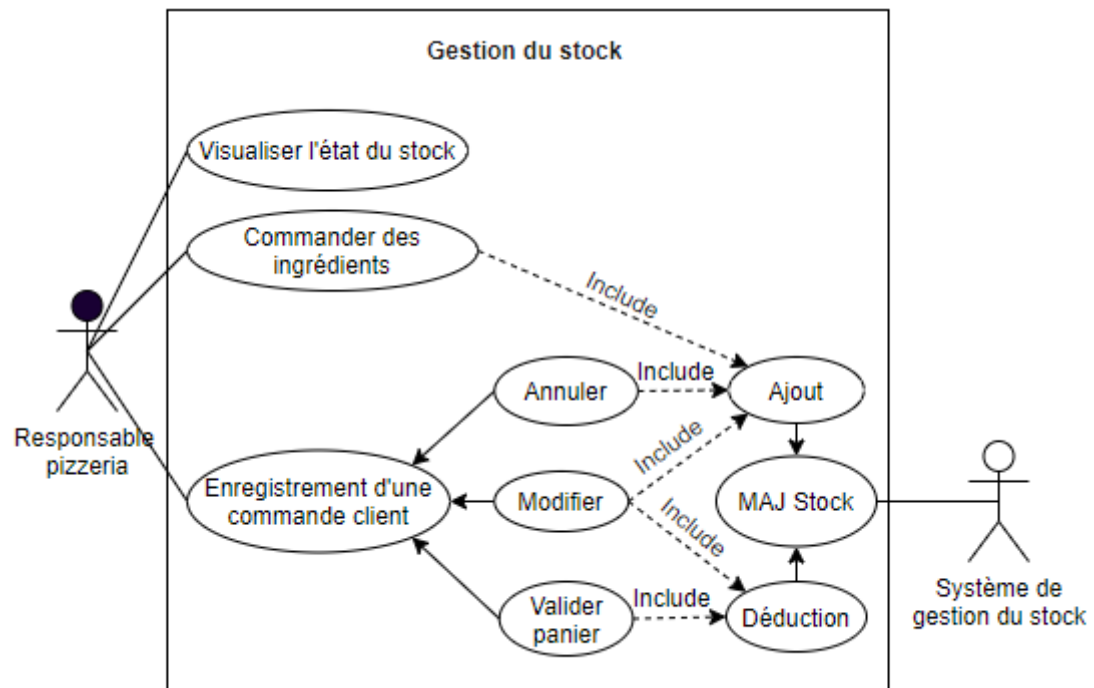 Gestion du stock
Visualiser l'état du stock
Commander des
ingrédients
Include
Annuler
Include
Ajout
Responsable
pizzeria
Include
Enregistrement d'une
commande client
Modifier
MAJ Stock
Include
Valider
panier
Include
Déduction
Système de
gestion du stock